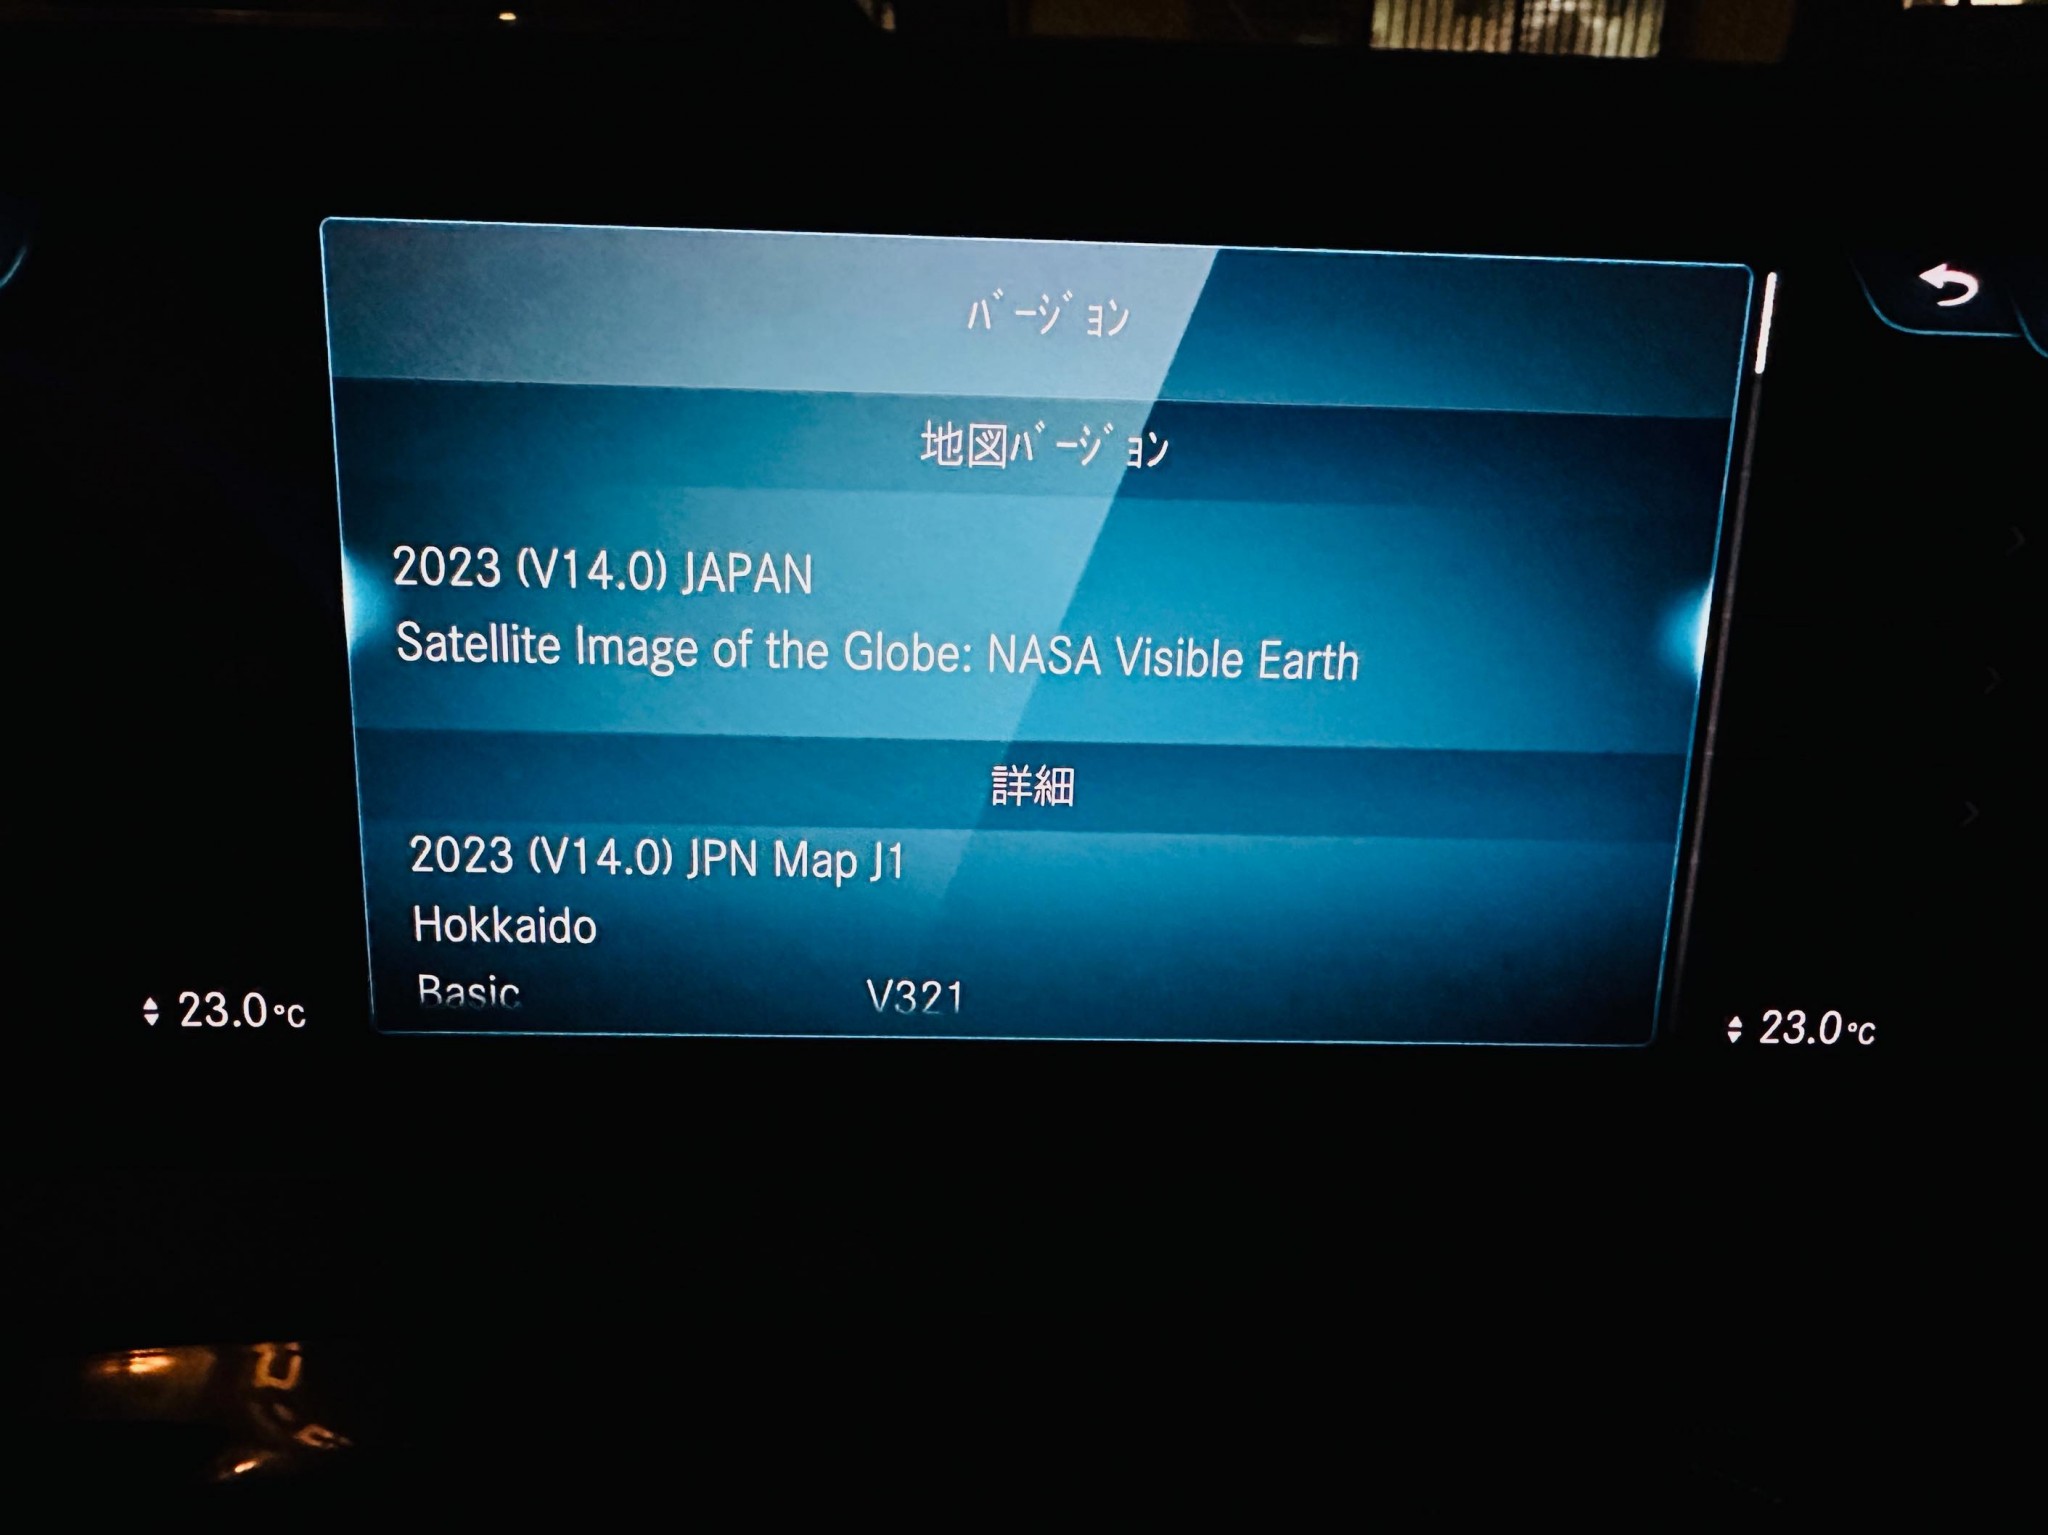 ﾊﾞｰｼﾞｮﾝ
地図ﾊﾞｰｼﾞｮﾝ
2023 (V14.0) JAPAN
Satellite Image of the Globe: NASA Visible Earth
詳細
2023 (V14.0) JPN Map J1
Hokkaido
Basic V321
23.0°C 23.0°C